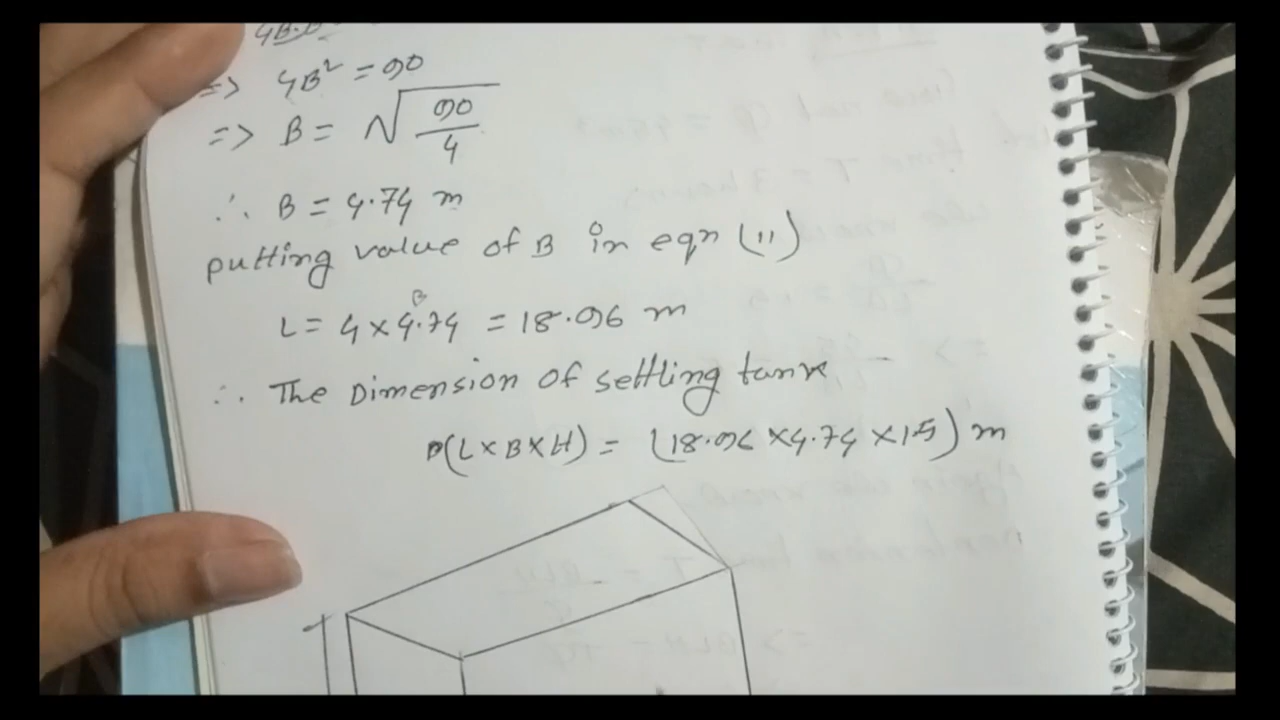 => 4B² = 90
=> B = √(90/4)
∴ B = 4.74 m
putting value of B in eqn (11)
L = 4 x 4.74 = 18.96 m
∴ The Dimension of settling tank
(L x B x H) = (18.96 x 4.74 x 1.5) m